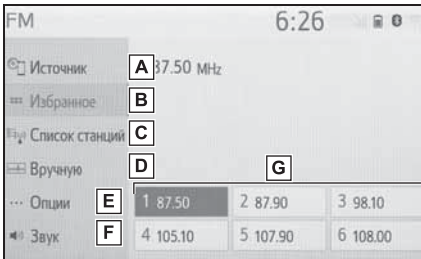 FM 6:26
Источник A 87.50 MHz
Избранное B
Список станций C
Вручную D G
Опции E 1 87.50 2 87.90 3 98.10
Звук F 4 105.10 5 107.90 6 108.00